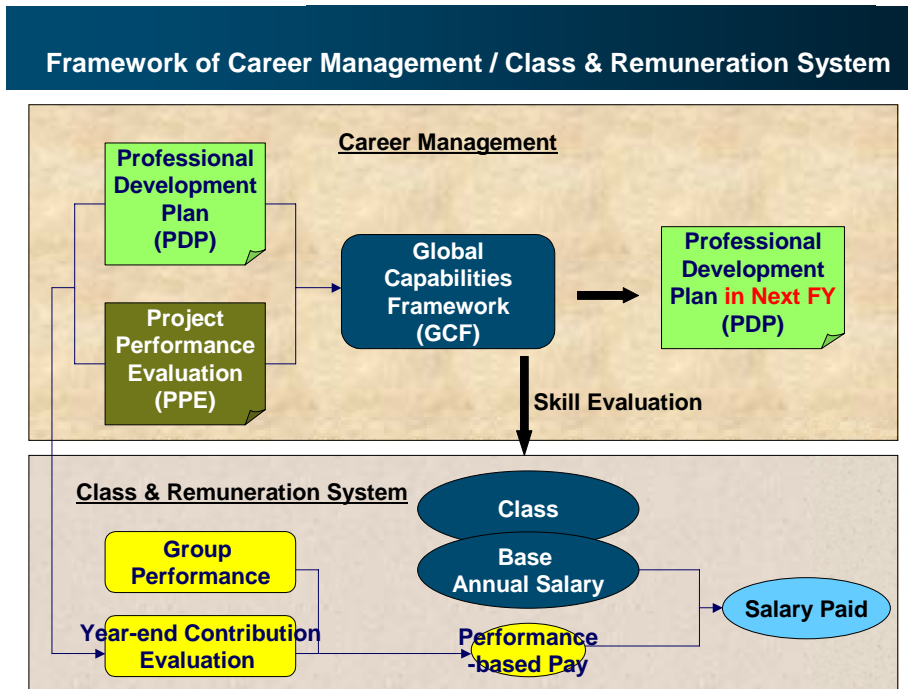 Framework of Career Management / Class & Remuneration System
Career Management
Professional
Development
Plan
(PDP)
Project
Performance
Evaluation
(PPE)
Global
Capabilities
Framework
(GCF)
Professional
Development
Plan in Next FY
(PDP)
Skill Evaluation
Class & Remuneration System
Class
Base
Annual Salary
Group
Performance
Year-end Contribution
Evaluation
Performance
-based Pay
Salary Paid